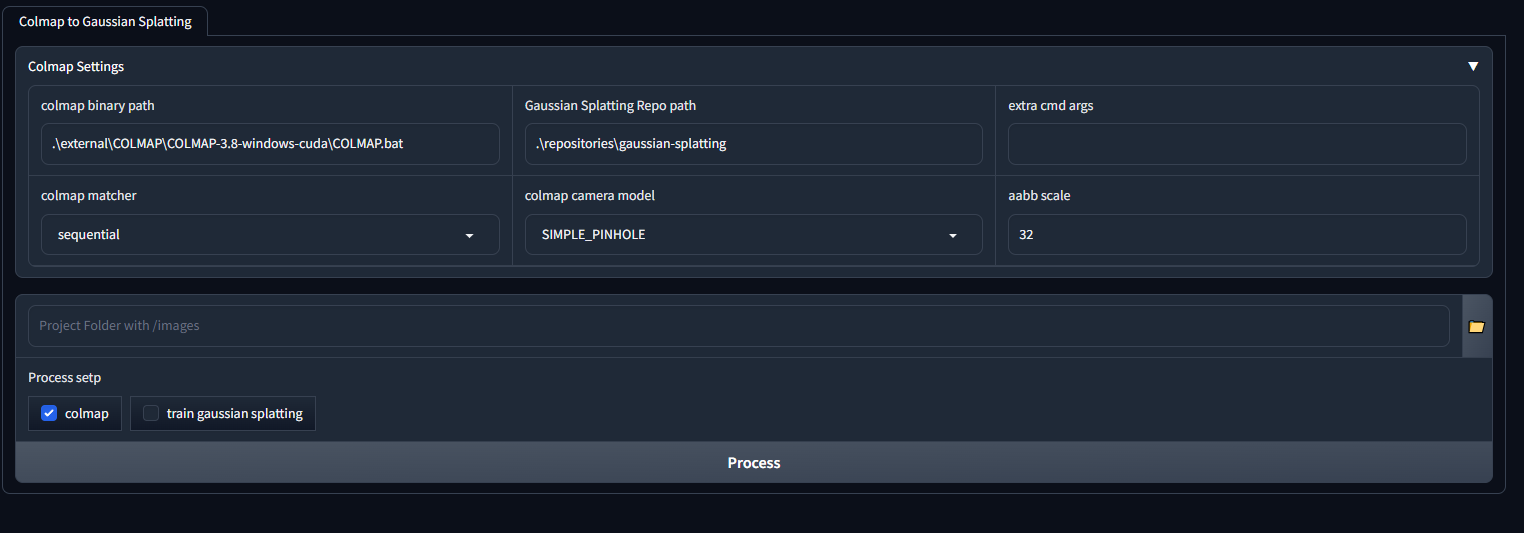 Colmap to Gaussian Splatting
Colmap Settings ▼
colmap binary path
.\external\COLMAP\COLMAP-3.8-windows-cuda\COLMAP.bat
Gaussian Splatting Repo path
.\repositories\gaussian-splatting
extra cmd args
colmap matcher
sequential
colmap camera model
SIMPLE_PINHOLE
aabb scale
32
Project Folder with /images
Process setp
colmap
train gaussian splatting
Process